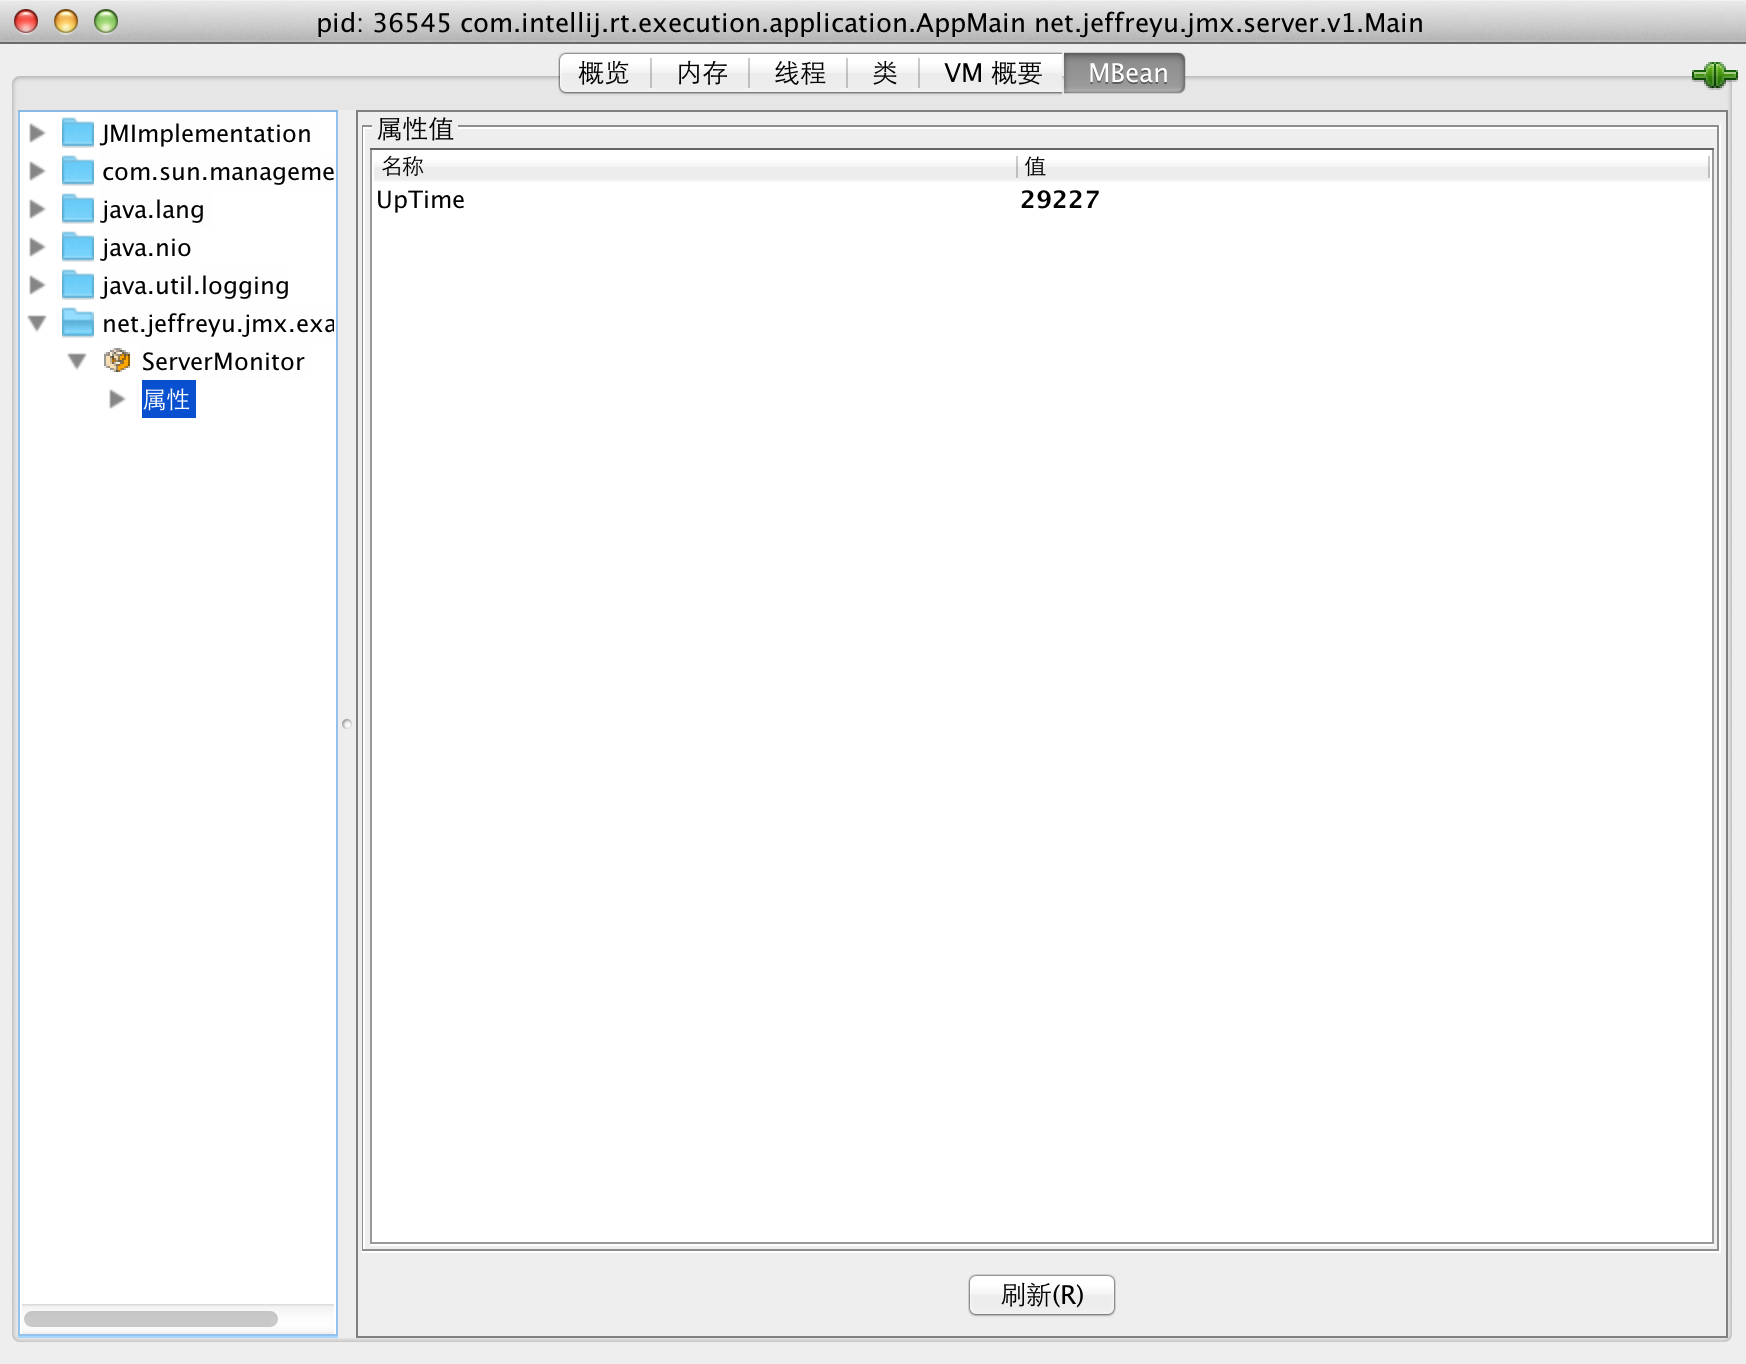 pid: 36545 com.intellij.rt.execution.application.AppMain net.jeffreyu.jmx.server.v1.Main
概览 内存 线程 类 VM 概要 MBean
JMImplementation
com.sun.manageme
java.lang
java.nio
java.util.logging
net.jeffreyu.jmx.exa
ServerMonitor
属性
属性值
名称 值
UpTime 29227
刷新(R)